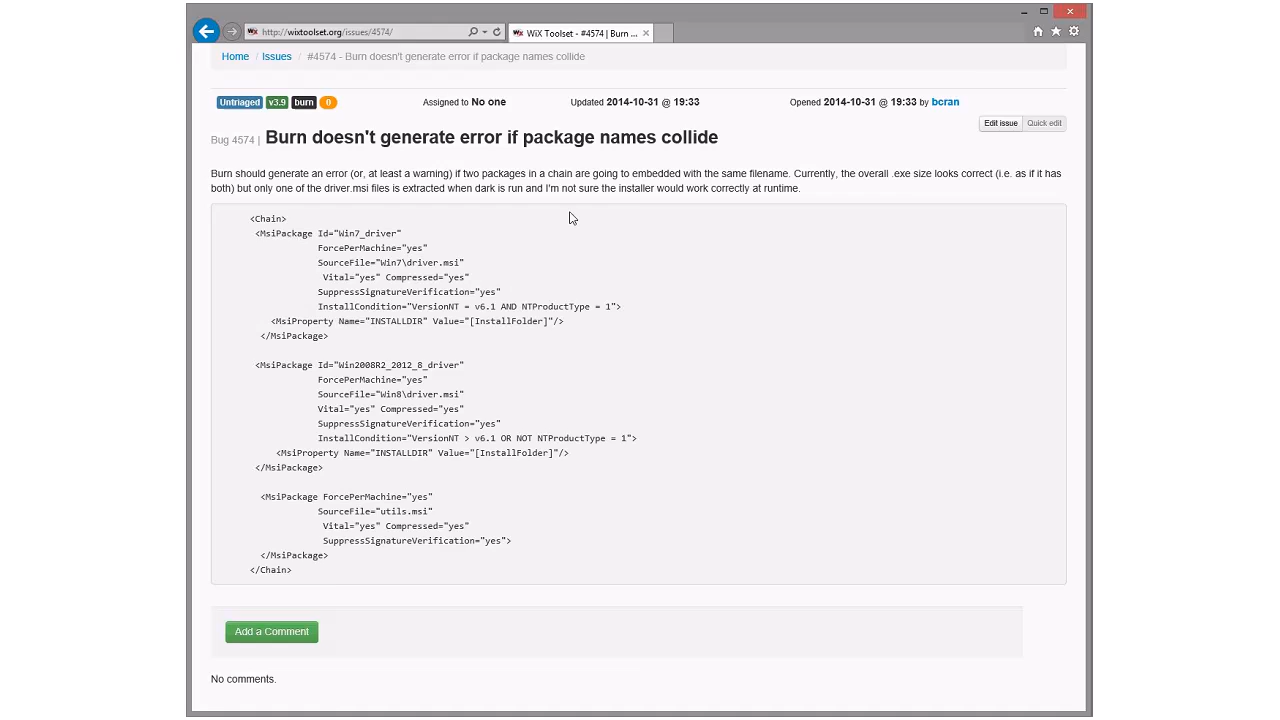 http://wixtoolset.org/issues/4574/
WiX Toolset - #4574 | Burn ...
Home / Issues / #4574 - Burn doesn't generate error if package names collide
Untriaged v3.9 burn 0 Assigned to No one Updated 2014-10-31 @ 19:33 Opened 2014-10-31 @ 19:33 by bcran
Edit issue Quick edit
Bug 4574 | Burn doesn't generate error if package names collide
Burn should generate an error (or, at least a warning) if two packages in a chain are going to embedded with the same filename. Currently, the overall .exe size looks correct (i.e. as if it has
both) but only one of the driver.msi files is extracted when dark is run and I'm not sure the installer would work correctly at runtime.
<Chain>
<MsiPackage Id="Win7_driver"
ForcePerMachine="yes"
SourceFile="Win7\driver.msi"
Vital="yes" Compressed="yes"
SuppressSignatureVerification="yes"
InstallCondition="VersionNT = v6.1 AND NTProductType = 1">
<MsiProperty Name="INSTALLDIR" Value="[InstallFolder]"/>
</MsiPackage>
<MsiPackage Id="Win2008R2_2012_8_driver"
ForcePerMachine="yes"
SourceFile="Win8\driver.msi"
Vital="yes" Compressed="yes"
SuppressSignatureVerification="yes"
InstallCondition="VersionNT > v6.1 OR NOT NTProductType = 1">
<MsiProperty Name="INSTALLDIR" Value="[InstallFolder]"/>
</MsiPackage>
<MsiPackage ForcePerMachine="yes"
SourceFile="utils.msi"
Vital="yes" Compressed="yes"
SuppressSignatureVerification="yes">
</MsiPackage>
</Chain>
Add a Comment
No comments.